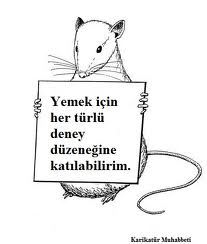 Yemek için
her türlü
deney
düzeneğine
katılabilirim.
Karikatür Muhabbeti